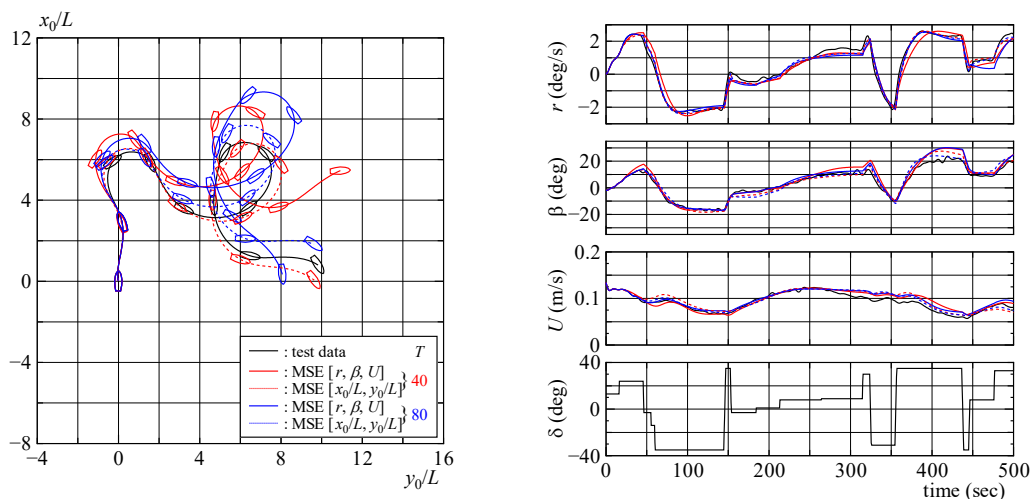 x₀/L
12
8
4
0
−4
−8
−4 0 4 8 12 16
y₀/L
: test data T
: MSE [r, β, U]
: MSE [x₀/L, y₀/L] } 40
: MSE [r, β, U]
: MSE [x₀/L, y₀/L] } 80
r (deg/s)
2
0
−2
β (deg)
20
0
−20
U (m/s)
0.2
0.1
0
δ (deg)
40
0
−40
0 100 200 300 400 500
time (sec)